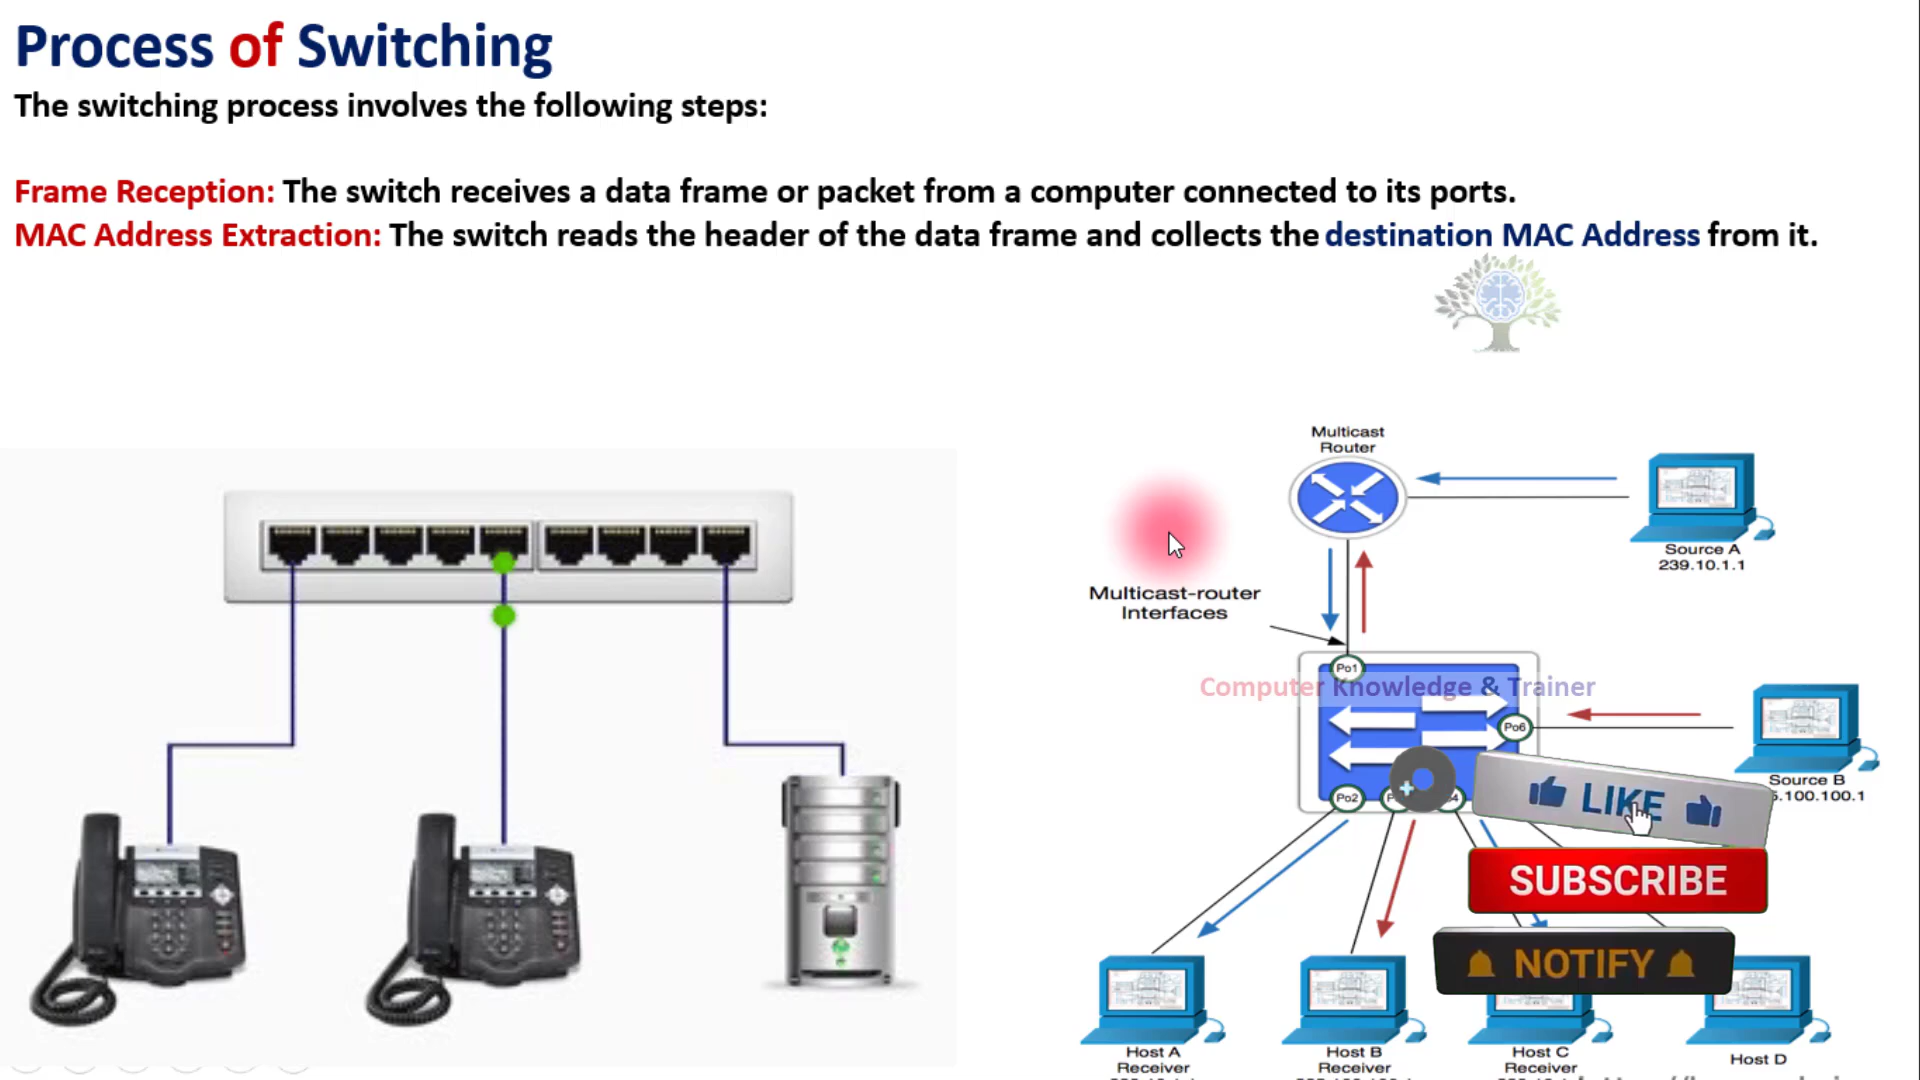 Process of Switching
The switching process involves the following steps:
Frame Reception: The switch receives a data frame or packet from a computer connected to its ports.
MAC Address Extraction: The switch reads the header of the data frame and collects the destination MAC Address from it.
Multicast
Router
Source A
239.10.1.1
Multicast-router
Interfaces
Po1
Computer Knowledge & Trainer
Po6
Source B
5.100.100.1
Po2
LIKE
SUBSCRIBE
NOTIFY
Host A
Receiver
Host B
Receiver
Host C
Receiver
Host D